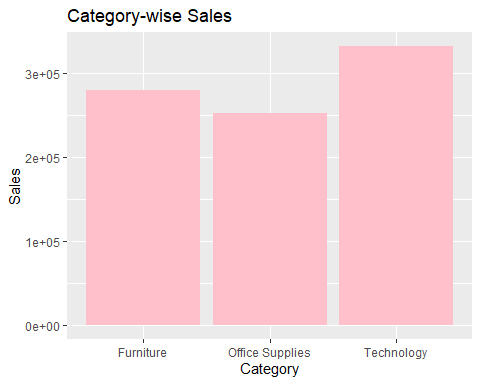 Category-wise Sales
Sales
3e+05
2e+05
1e+05
0e+00
Furniture Office Supplies Technology
Category